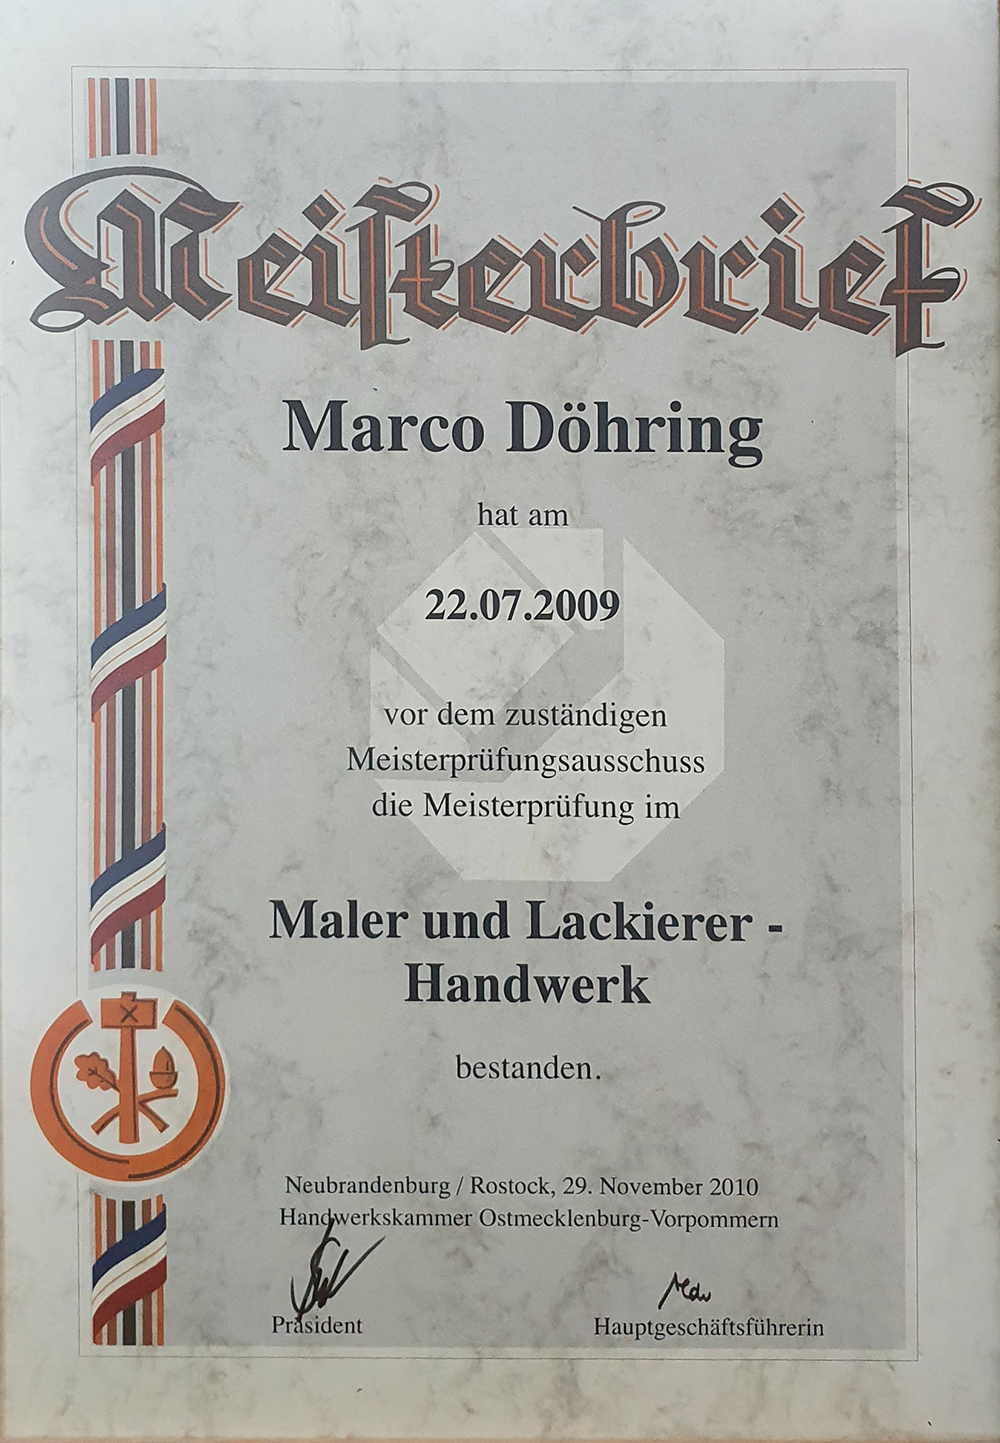 Meisterbrief
Marco Döhring
hat am
22.07.2009
vor dem zuständigen
Meisterprüfungsausschuss
die Meisterprüfung im
Maler und Lackierer -
Handwerk
bestanden.
Neubrandenburg / Rostock, 29. November 2010
Handwerkskammer Ostmecklenburg-Vorpommern
Präsident
Hauptgeschäftsführerin